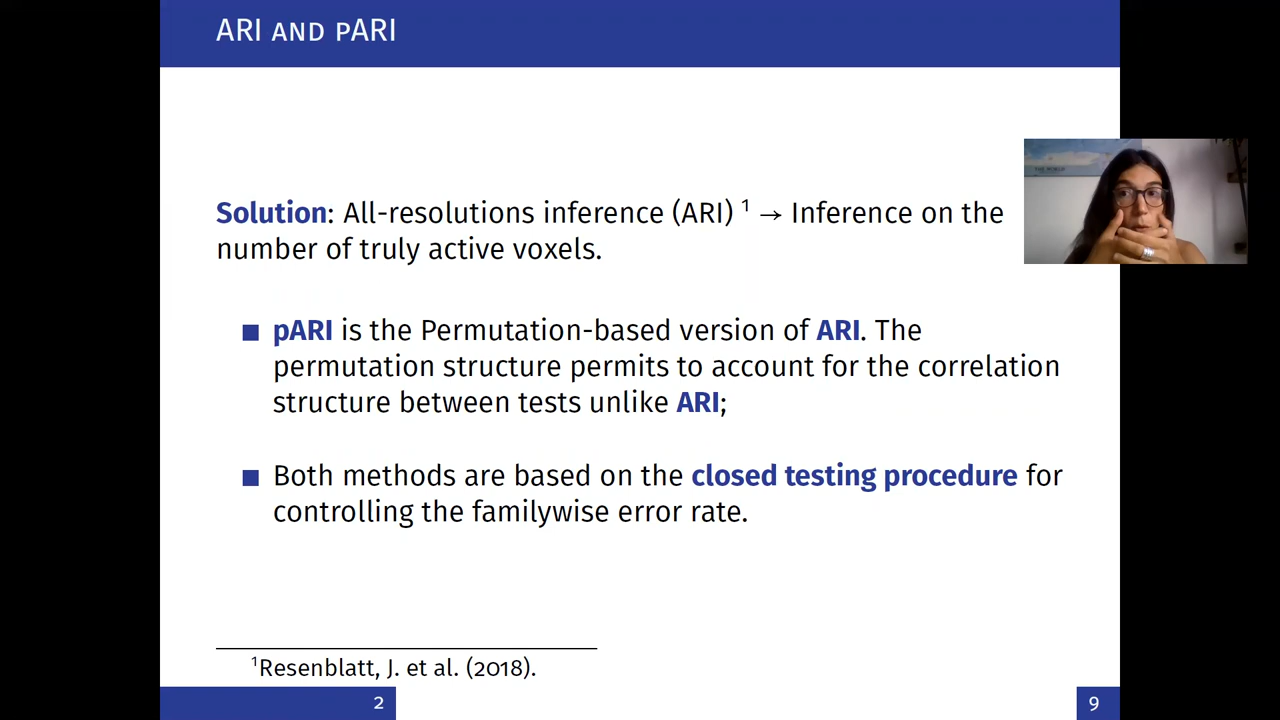 ARI AND PARI
Solution: All-resolutions inference (ARI) ¹ → Inference on the
number of truly active voxels.
THE WORLD
■ pARI is the Permutation-based version of ARI. The
permutation structure permits to account for the correlation
structure between tests unlike ARI;
■ Both methods are based on the closed testing procedure for
controlling the familywise error rate.
¹Resenblatt, J. et al. (2018).
2
9